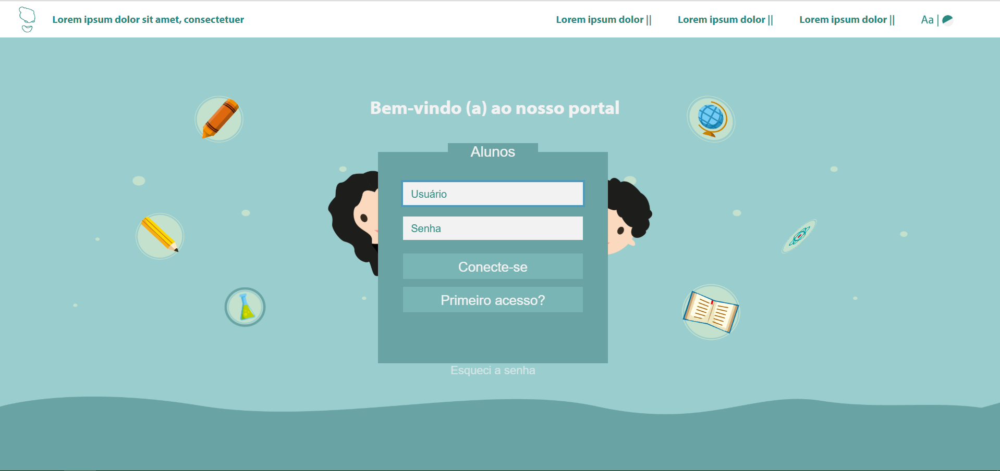 Lorem ipsum dolor sit amet, consectetuer
Lorem ipsum dolor ||
Lorem ipsum dolor ||
Lorem ipsum dolor ||
Aa |
Bem-vindo (a) ao nosso portal
Alunos
Usuário
Senha
Conecte-se
Primeiro acesso?
Esqueci a senha